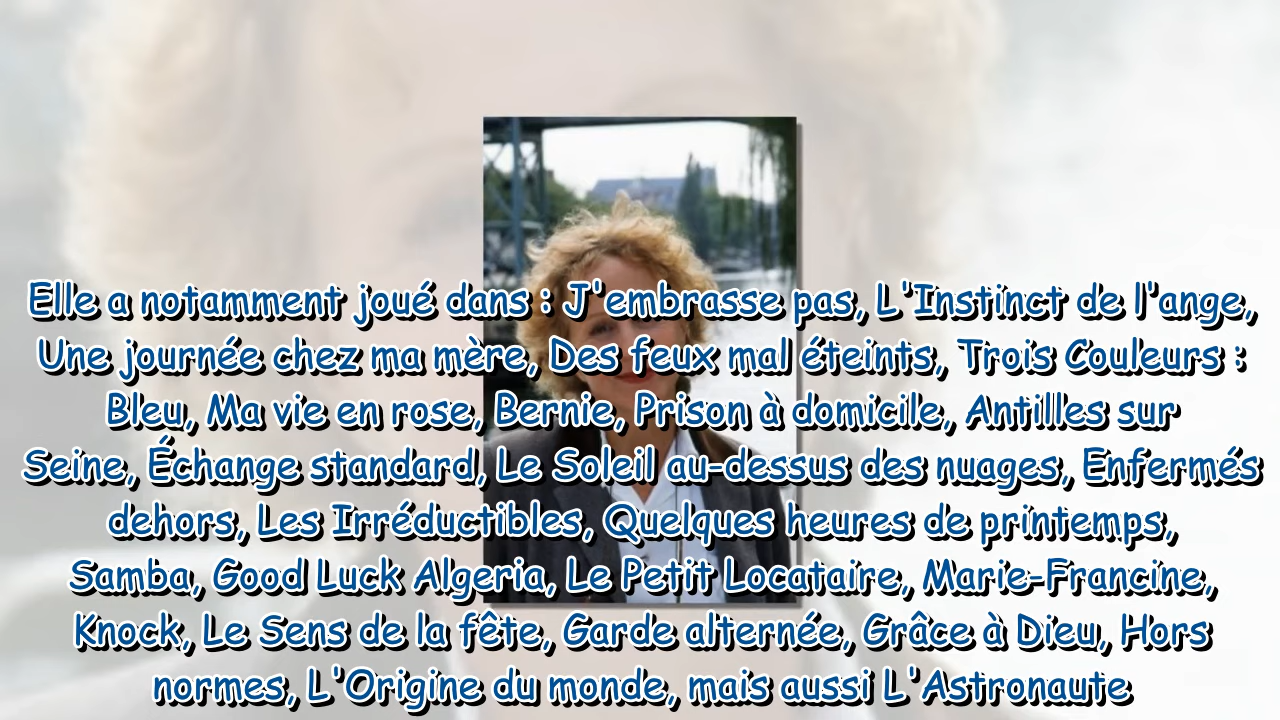 Elle a notamment joué dans : J'embrasse pas, L'Instinct de l'ange,
Une journée chez ma mère, Des feux mal éteints, Trois Couleurs :
Bleu, Ma vie en rose, Bernie, Prison à domicile, Antilles sur
Seine, Échange standard, Le Soleil au-dessus des nuages, Enfermés
dehors, Les Irréductibles, Quelques heures de printemps,
Samba, Good Luck Algeria, Le Petit Locataire, Marie-Francine,
Knock, Le Sens de la fête, Garde alternée, Grâce à Dieu, Hors
normes, L'Origine du monde, mais aussi L'Astronaute